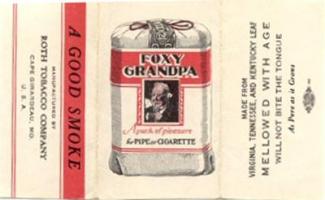 A GOOD SMOKE
MANUFACTURED BY
ROTH TOBACCO COMPANY
CAPE GIRARDEAU, MO.
U. S. A.
FOXY
GRANDPA
A pack of pleasure
for PIPE or CIGARETTE
MADE FROM
VIRGINIA, TENNESSEE, AND KENTUCKY LEAF
MELLOWED WITH AGE
WILL NOT BITE THE TONGUE
As Pure as it Grows